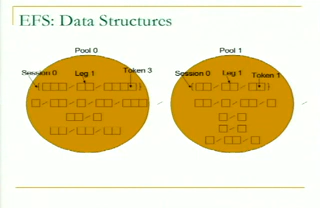 EFS: Data Structures
Pool 0
Pool 1
Session 0 Leg 1 Token 3
Session 0 Leg 1 Token 1